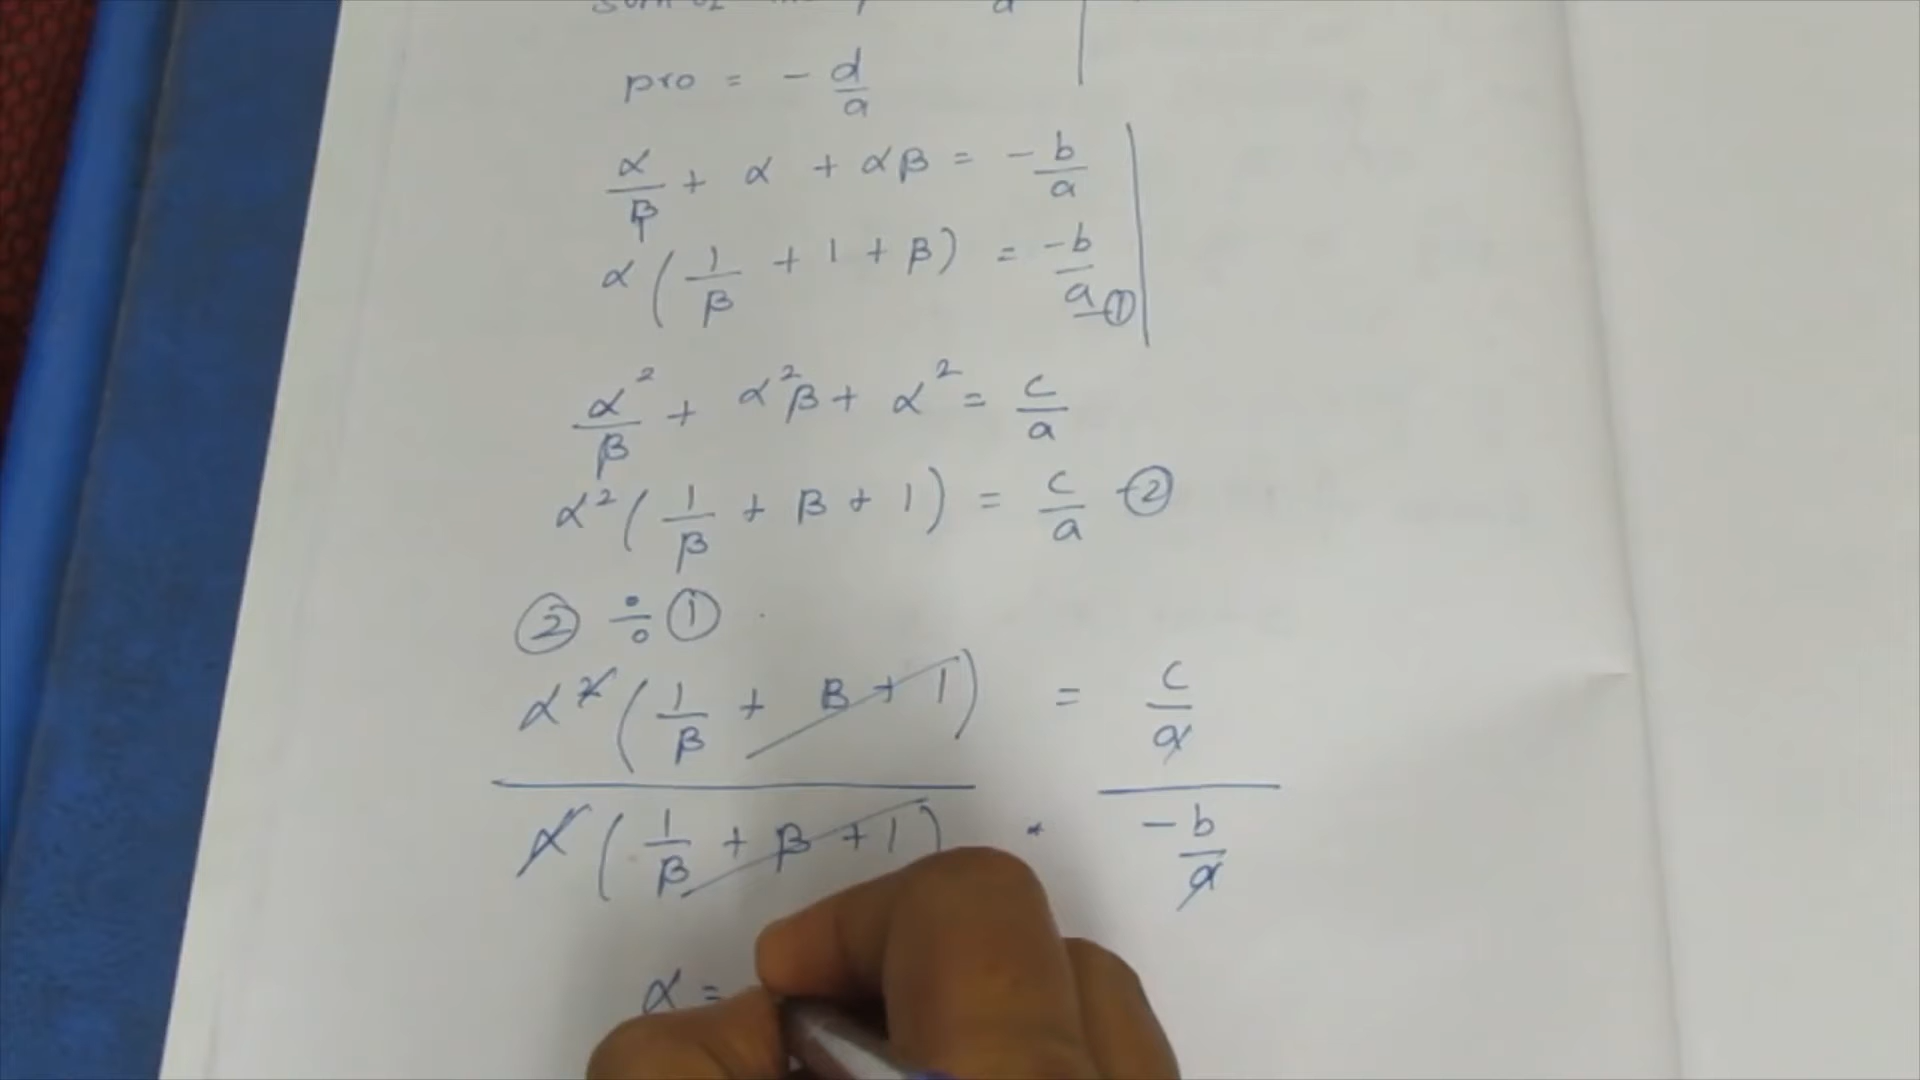 pro = - d/a
α/β + α + αβ = - b/a
α ( 1/β + 1 + β ) = -b/a - ①
α²/β + α²β + α² = c/a
α² ( 1/β + β + 1 ) = c/a - ②
② ÷ ①
α² ( 1/β + β + 1 ) / α ( 1/β + β + 1 ) = c/a / - b/a
α =